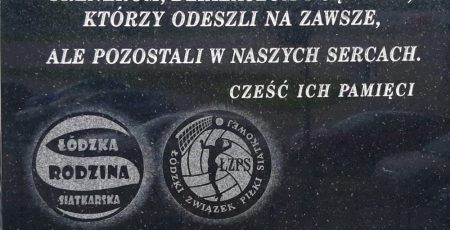 KTÓRZY ODESZLI NA ZAWSZE,
ALE POZOSTALI W NASZYCH SERCACH.
CZEŚĆ ICH PAMIĘCI
ŁÓDZKA
RODZINA
SIATKARSKA
ŁÓDZKI ZWIĄZEK PIŁKI SIATKOWEJ
ŁZPS